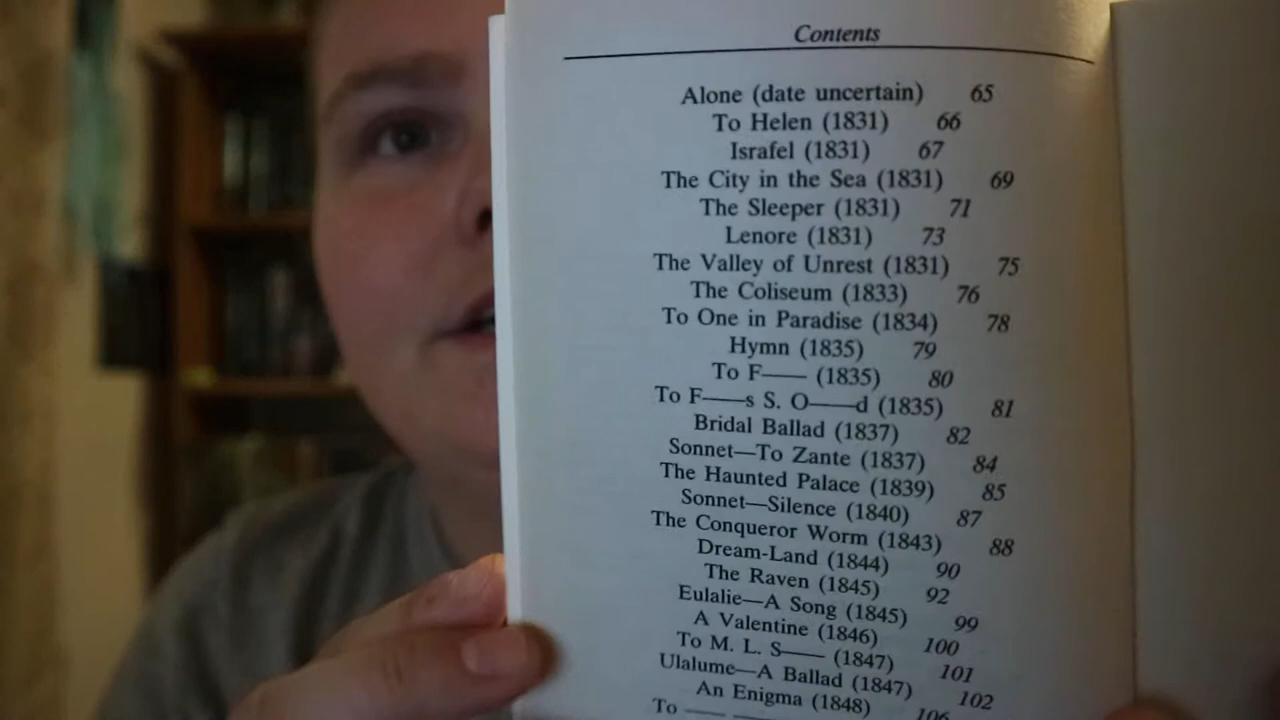 Contents
Alone (date uncertain) 65
To Helen (1831) 66
Israfel (1831) 67
The City in the Sea (1831) 69
The Sleeper (1831) 71
Lenore (1831) 73
The Valley of Unrest (1831) 75
The Coliseum (1833) 76
To One in Paradise (1834) 78
Hymn (1835) 79
To F—— (1835) 80
To F——s S. O——d (1835) 81
Bridal Ballad (1837) 82
Sonnet—To Zante (1837) 84
The Haunted Palace (1839) 85
Sonnet—Silence (1840) 87
The Conqueror Worm (1843) 88
Dream-Land (1844) 90
The Raven (1845) 92
Eulalie—A Song (1845) 99
A Valentine (1846) 100
To M. L. S—— (1847) 101
Ulalume—A Ballad (1847) 102
An Enigma (1848) 106
To —— ——